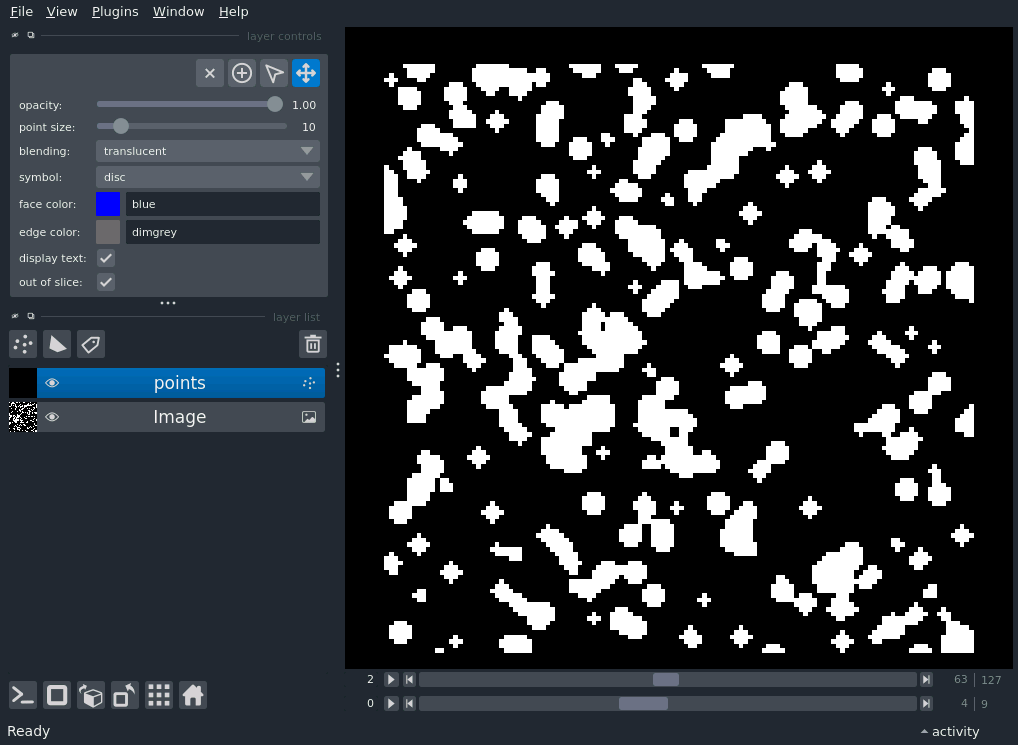 File View Plugins Window Help
layer controls
opacity: 1.00
point size: 10
blending: translucent
symbol: disc
face color: blue
edge color: dimgrey
display text:
out of slice:
layer list
points
Image
2 63 127
0 4 9
Ready activity